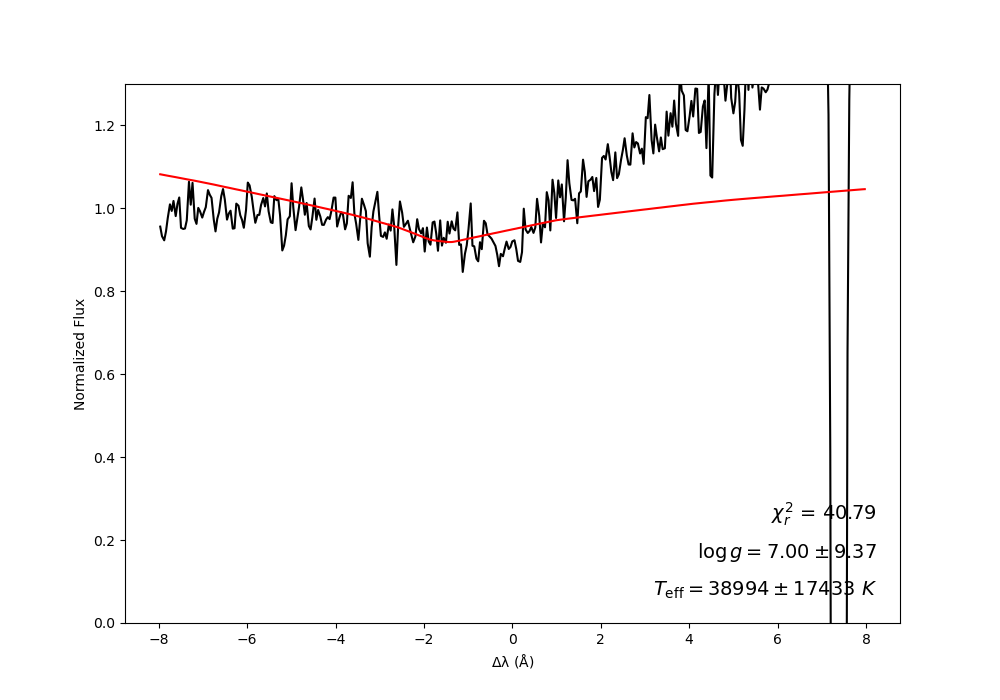 1.2
1.0
0.8
0.6
0.4
0.2
0.0
Normalized Flux
χ²ᵣ = 40.79
log g = 7.00 ± 9.37
T_eff = 38994 ± 17433 K
−8 −6 −4 −2 0 2 4 6 8
Δλ (Å)